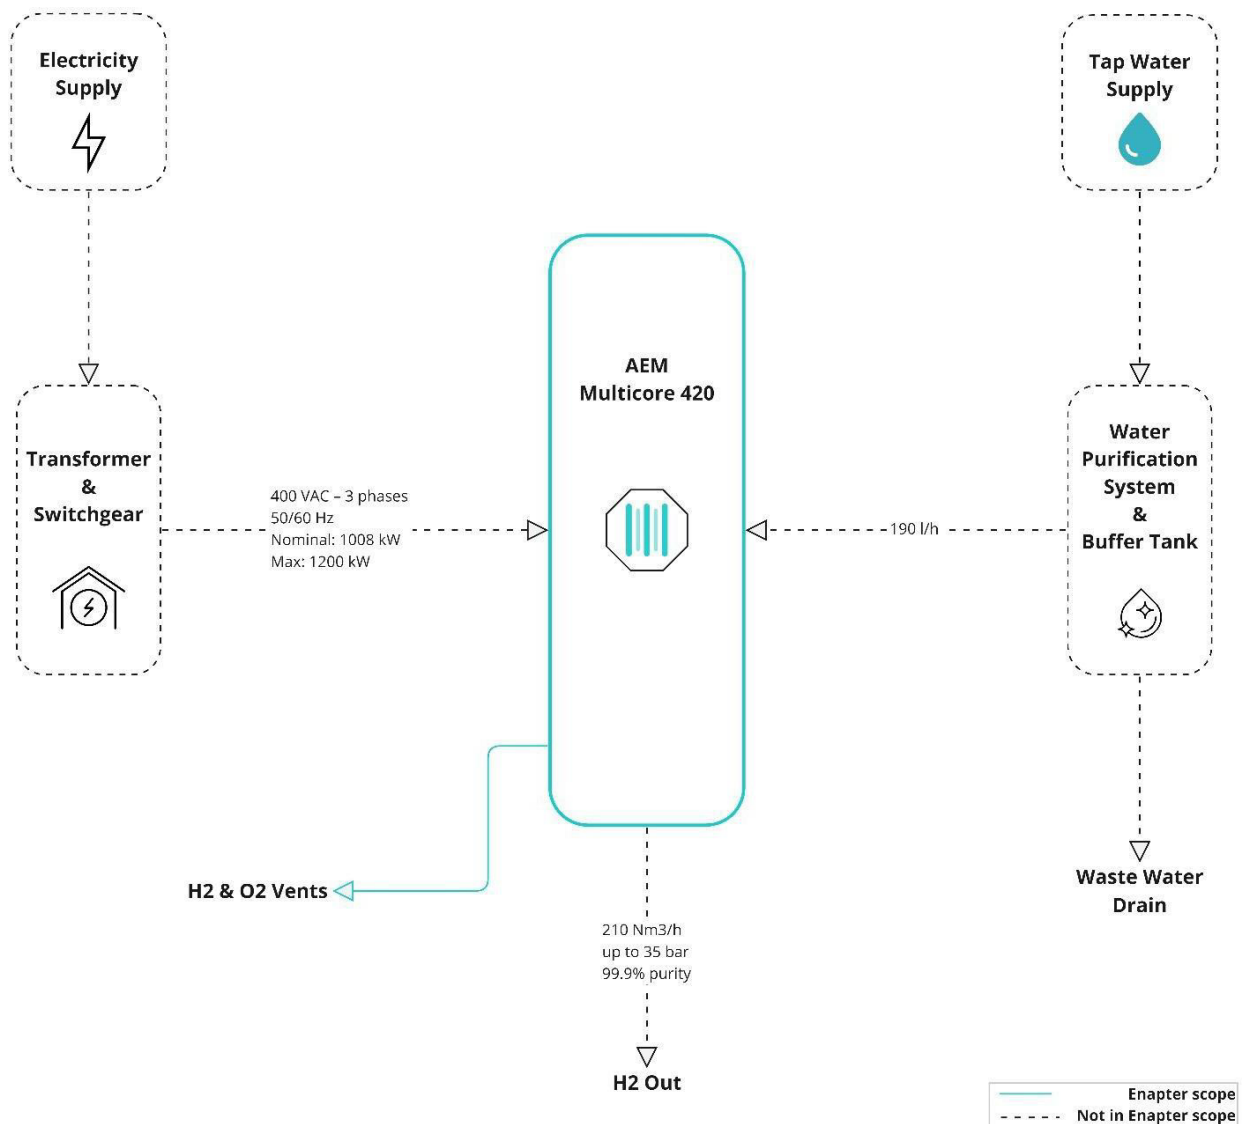 Electricity
Supply
Tap Water
Supply
AEM
Multicore 420
Transformer
&
Switchgear
400 VAC – 3 phases
50/60 Hz
Nominal: 1008 kW
Max: 1200 kW
190 l/h
Water
Purification
System
&
Buffer Tank
H2 & O2 Vents
Waste Water
Drain
210 Nm3/h
up to 35 bar
99.9% purity
H2 Out
Enapter scope
Not in Enapter scope